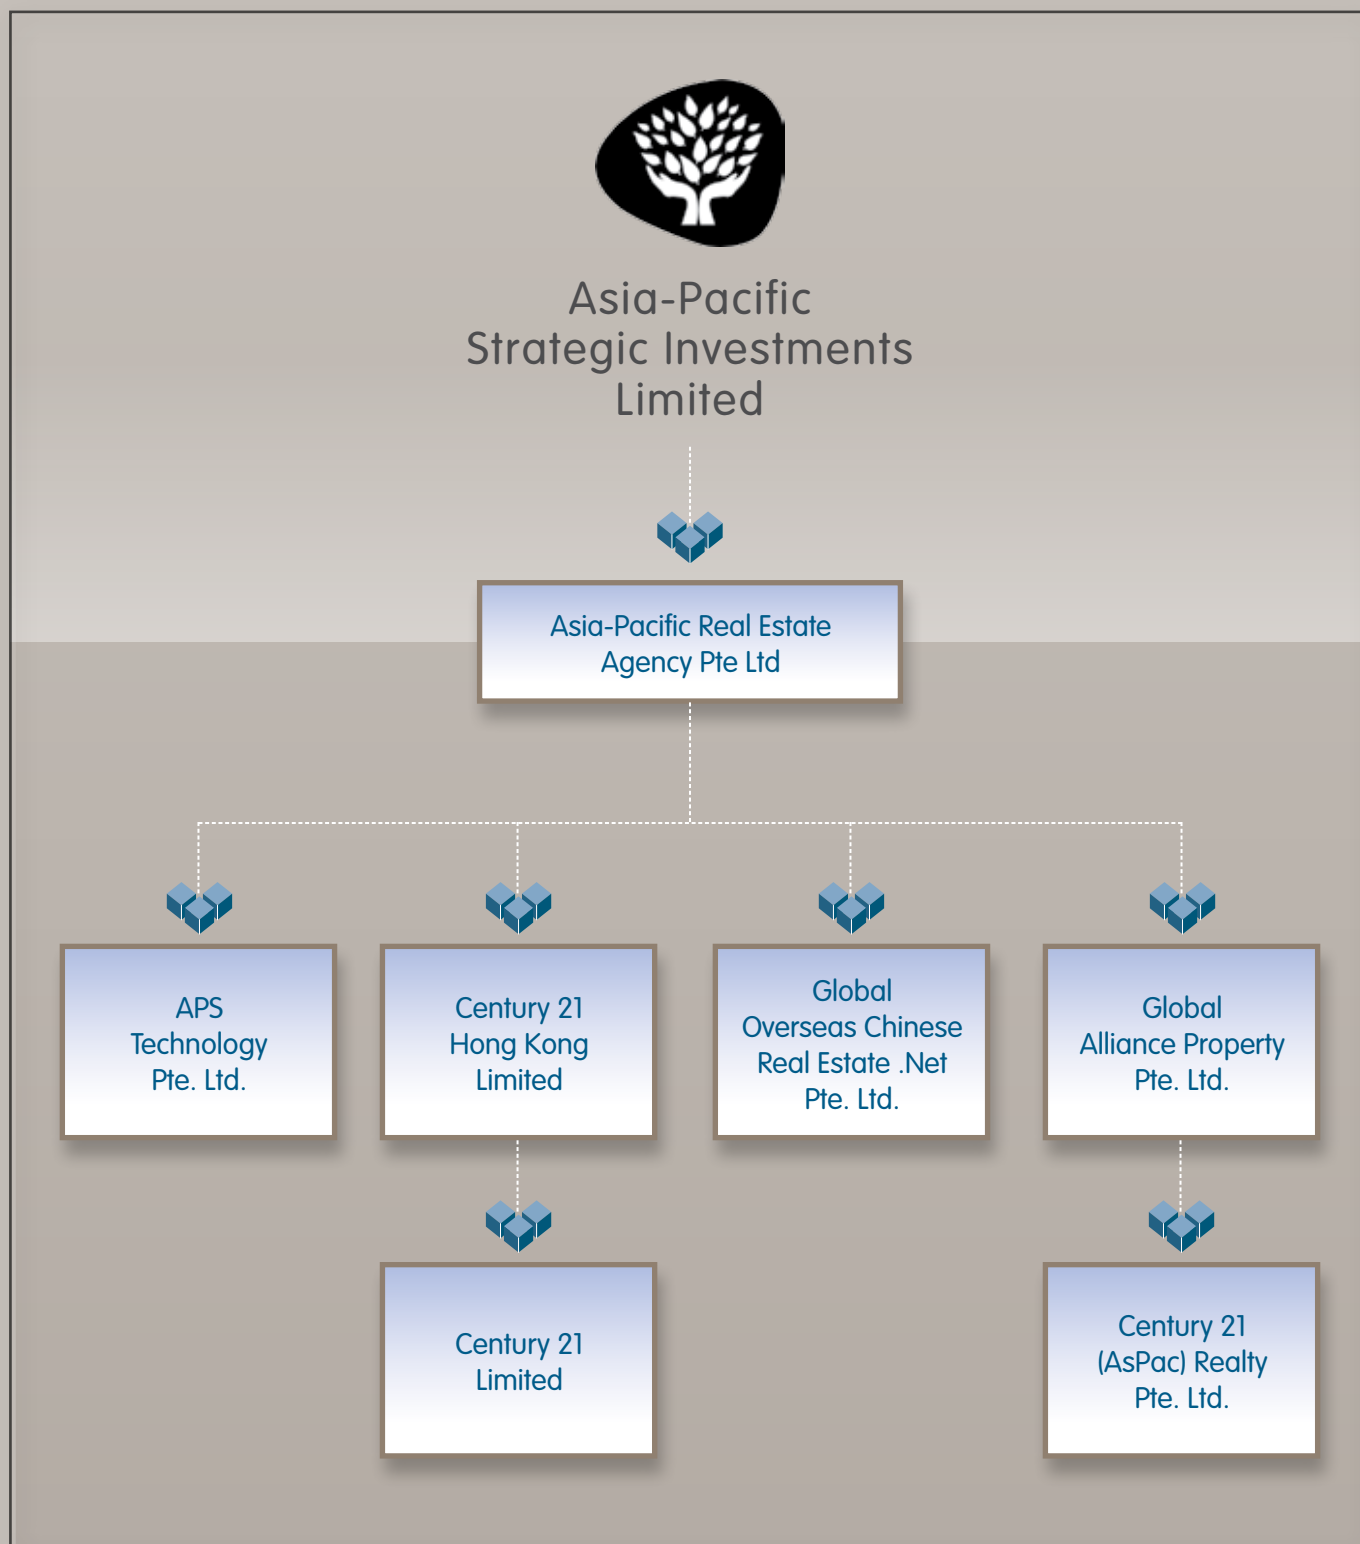 Asia-Pacific
Strategic Investments
Limited
Asia-Pacific Real Estate
Agency Pte Ltd
APS
Technology
Pte. Ltd.
Century 21
Hong Kong
Limited
Global
Overseas Chinese
Real Estate .Net
Pte. Ltd.
Global
Alliance Property
Pte. Ltd.
Century 21
Limited
Century 21
(AsPac) Realty
Pte. Ltd.